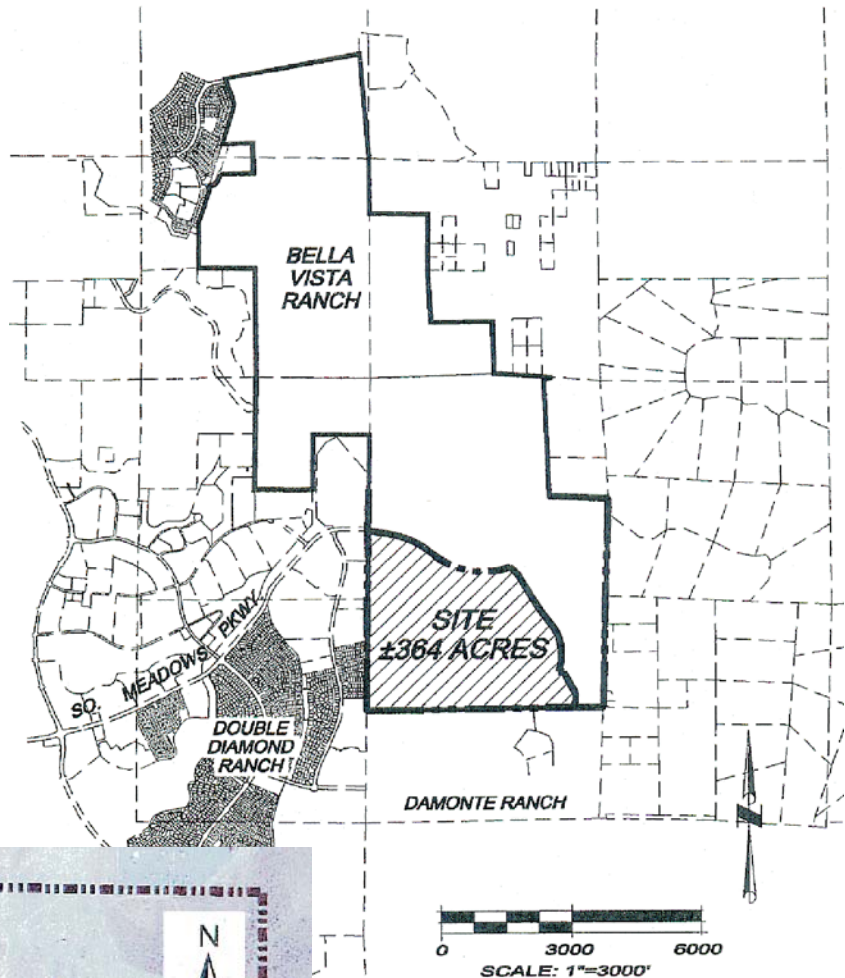 BELLA
VISTA
RANCH
SITE
±364 ACRES
SO. MEADOWS PKWY
DOUBLE
DIAMOND
RANCH
DAMONTE RANCH
N
0 3000 6000
SCALE: 1"=3000'